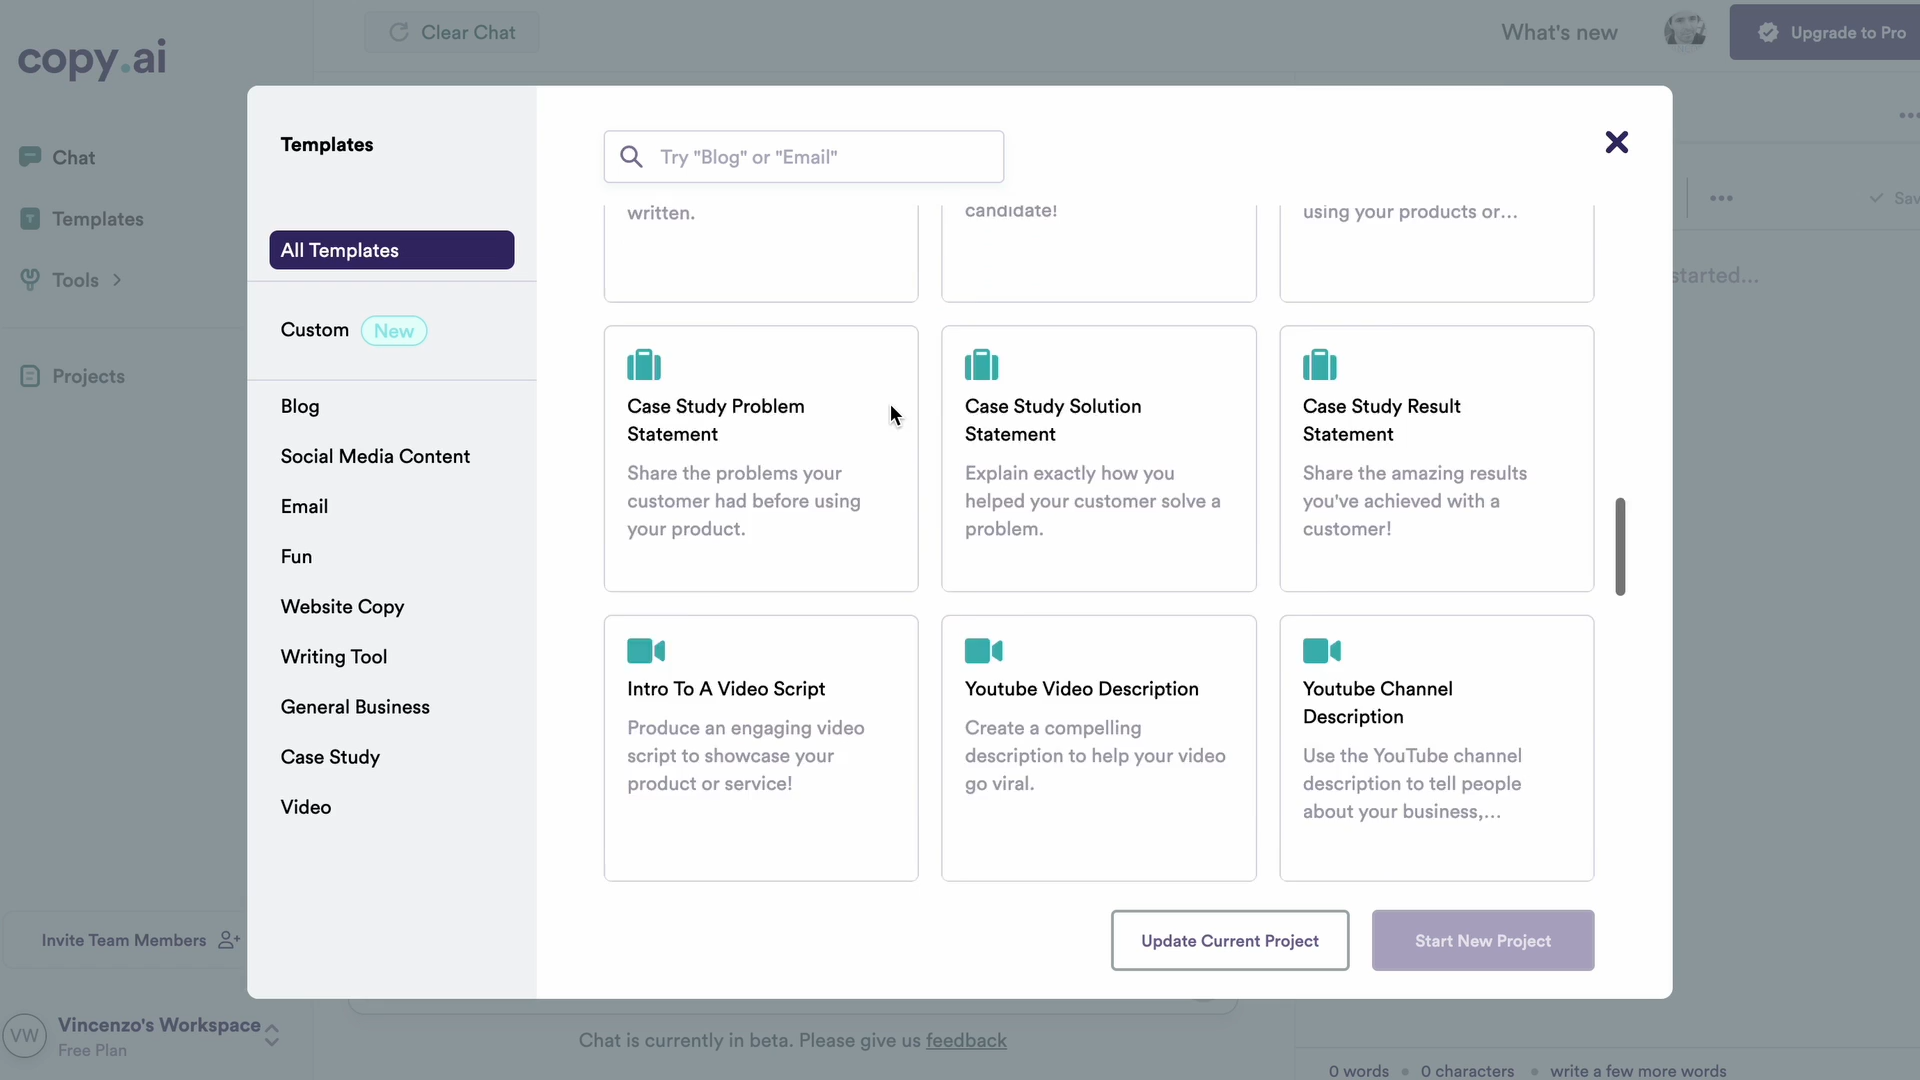 copy.ai
Clear Chat
What's new
Upgrade to Pro
Chat
Templates
Tools
Projects
Invite Team Members
VW
Vincenzo's Workspace
Free Plan
Templates
All Templates
Custom New
Blog
Social Media Content
Email
Fun
Website Copy
Writing Tool
General Business
Case Study
Video
Try "Blog" or "Email"
written.
candidate!
using your products or...
Case Study Problem
Statement
Share the problems your
customer had before using
your product.
Case Study Solution
Statement
Explain exactly how you
helped your customer solve a
problem.
Case Study Result
Statement
Share the amazing results
you've achieved with a
customer!
Intro To A Video Script
Produce an engaging video
script to showcase your
product or service!
Youtube Video Description
Create a compelling
description to help your video
go viral.
Youtube Channel
Description
Use the YouTube channel
description to tell people
about your business,...
Update Current Project
Start New Project
Sav
started...
Chat is currently in beta. Please give us feedback
0 words • 0 characters • write a few more words